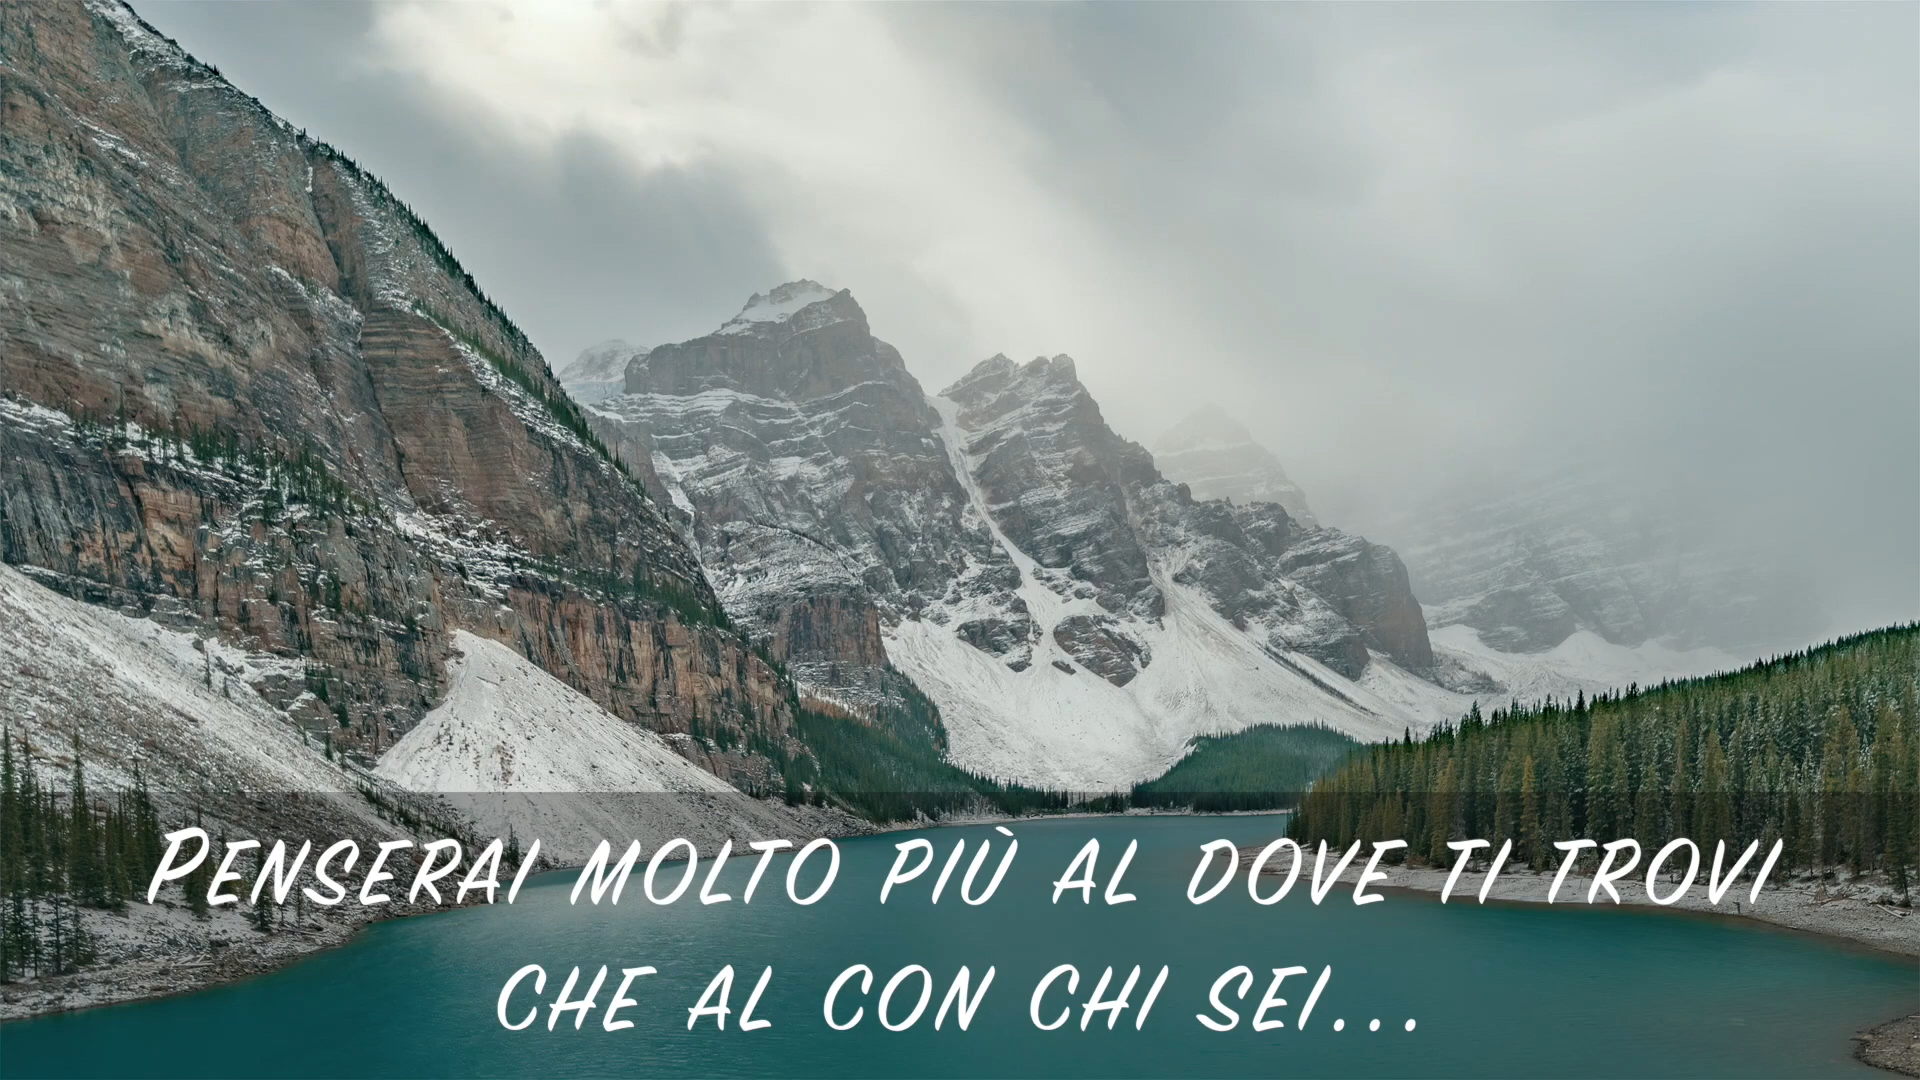 Penserai molto più al dove ti trovi
che al con chi sei...